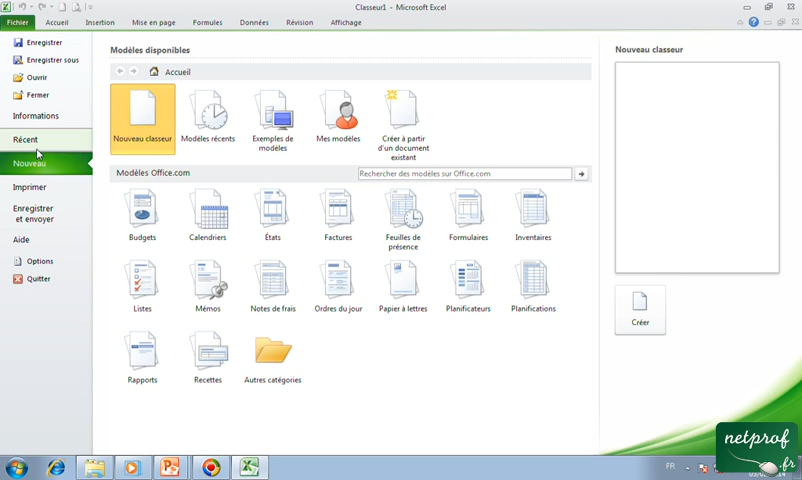 Classeur1 - Microsoft Excel
Fichier Accueil Insertion Mise en page Formules Données Révision Affichage
Enregistrer
Enregistrer sous
Ouvrir
Fermer
Informations
Récent
Nouveau
Imprimer
Enregistrer
et envoyer
Aide
Options
Quitter
Modèles disponibles
Accueil
Nouveau classeur
Modèles récents
Exemples de
modèles
Mes modèles
Créer à partir
d'un document
existant
Modèles Office.com
Rechercher des modèles sur Office.com
Budgets
Calendriers
États
Factures
Feuilles de
présence
Formulaires
Inventaires
Listes
Mémos
Notes de frais
Ordres du jour
Papier à lettres
Planificateurs
Planifications
Rapports
Recettes
Autres catégories
Nouveau classeur
Créer
FR
netprof
.fr